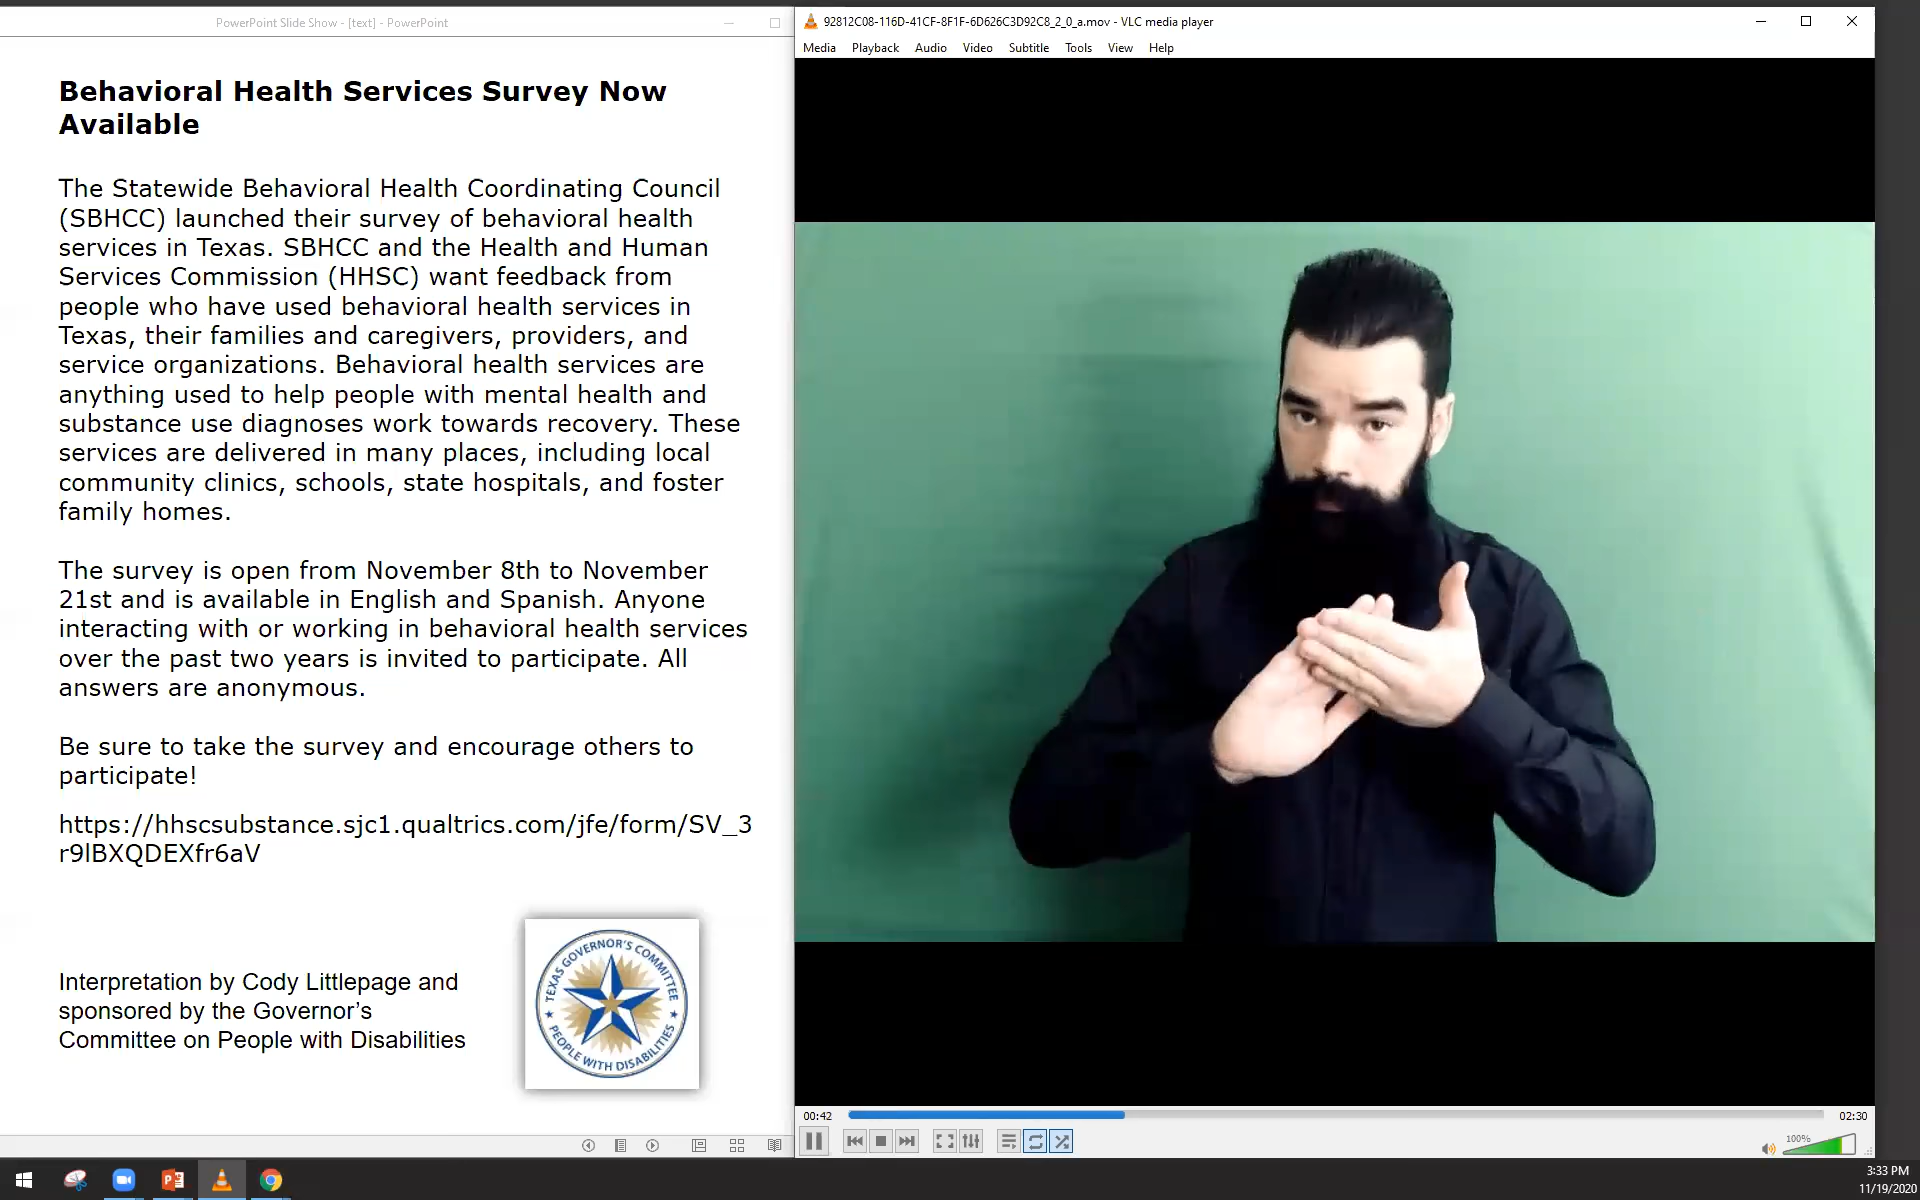 PowerPoint Slide Show - [text] - PowerPoint
Behavioral Health Services Survey Now
Available
The Statewide Behavioral Health Coordinating Council
(SBHCC) launched their survey of behavioral health
services in Texas. SBHCC and the Health and Human
Services Commission (HHSC) want feedback from
people who have used behavioral health services in
Texas, their families and caregivers, providers, and
service organizations. Behavioral health services are
anything used to help people with mental health and
substance use diagnoses work towards recovery. These
services are delivered in many places, including local
community clinics, schools, state hospitals, and foster
family homes.
The survey is open from November 8th to November
21st and is available in English and Spanish. Anyone
interacting with or working in behavioral health services
over the past two years is invited to participate. All
answers are anonymous.
Be sure to take the survey and encourage others to
participate!
https://hhscsubstance.sjc1.qualtrics.com/jfe/form/SV_3
r9lBXQDEXfr6aV
Interpretation by Cody Littlepage and
sponsored by the Governor’s
Committee on People with Disabilities
TEXAS GOVERNOR'S COMMITTEE
PEOPLE WITH DISABILITIES
92812C08-116D-41CF-8F1F-6D626C3D92C8_2_0_a.mov - VLC media player
Media Playback Audio Video Subtitle Tools View Help
00:42 02:30
100%
3:33 PM
11/19/2020